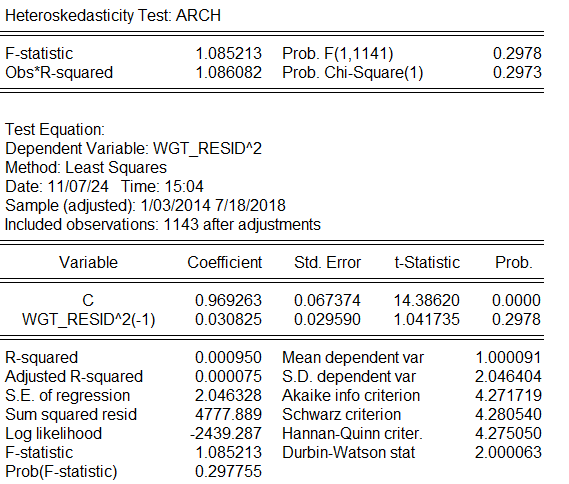 Heteroskedasticity Test: ARCH
F-statistic 1.085213 Prob. F(1,1141) 0.2978
Obs*R-squared 1.086082 Prob. Chi-Square(1) 0.2973
Test Equation:
Dependent Variable: WGT_RESID^2
Method: Least Squares
Date: 11/07/24 Time: 15:04
Sample (adjusted): 1/03/2014 7/18/2018
Included observations: 1143 after adjustments
Variable Coefficient Std. Error t-Statistic Prob.
C 0.969263 0.067374 14.38620 0.0000
WGT_RESID^2(-1) 0.030825 0.029590 1.041735 0.2978
R-squared 0.000950 Mean dependent var 1.000091
Adjusted R-squared 0.000075 S.D. dependent var 2.046404
S.E. of regression 2.046328 Akaike info criterion 4.271719
Sum squared resid 4777.889 Schwarz criterion 4.280540
Log likelihood -2439.287 Hannan-Quinn criter. 4.275050
F-statistic 1.085213 Durbin-Watson stat 2.000063
Prob(F-statistic) 0.297755